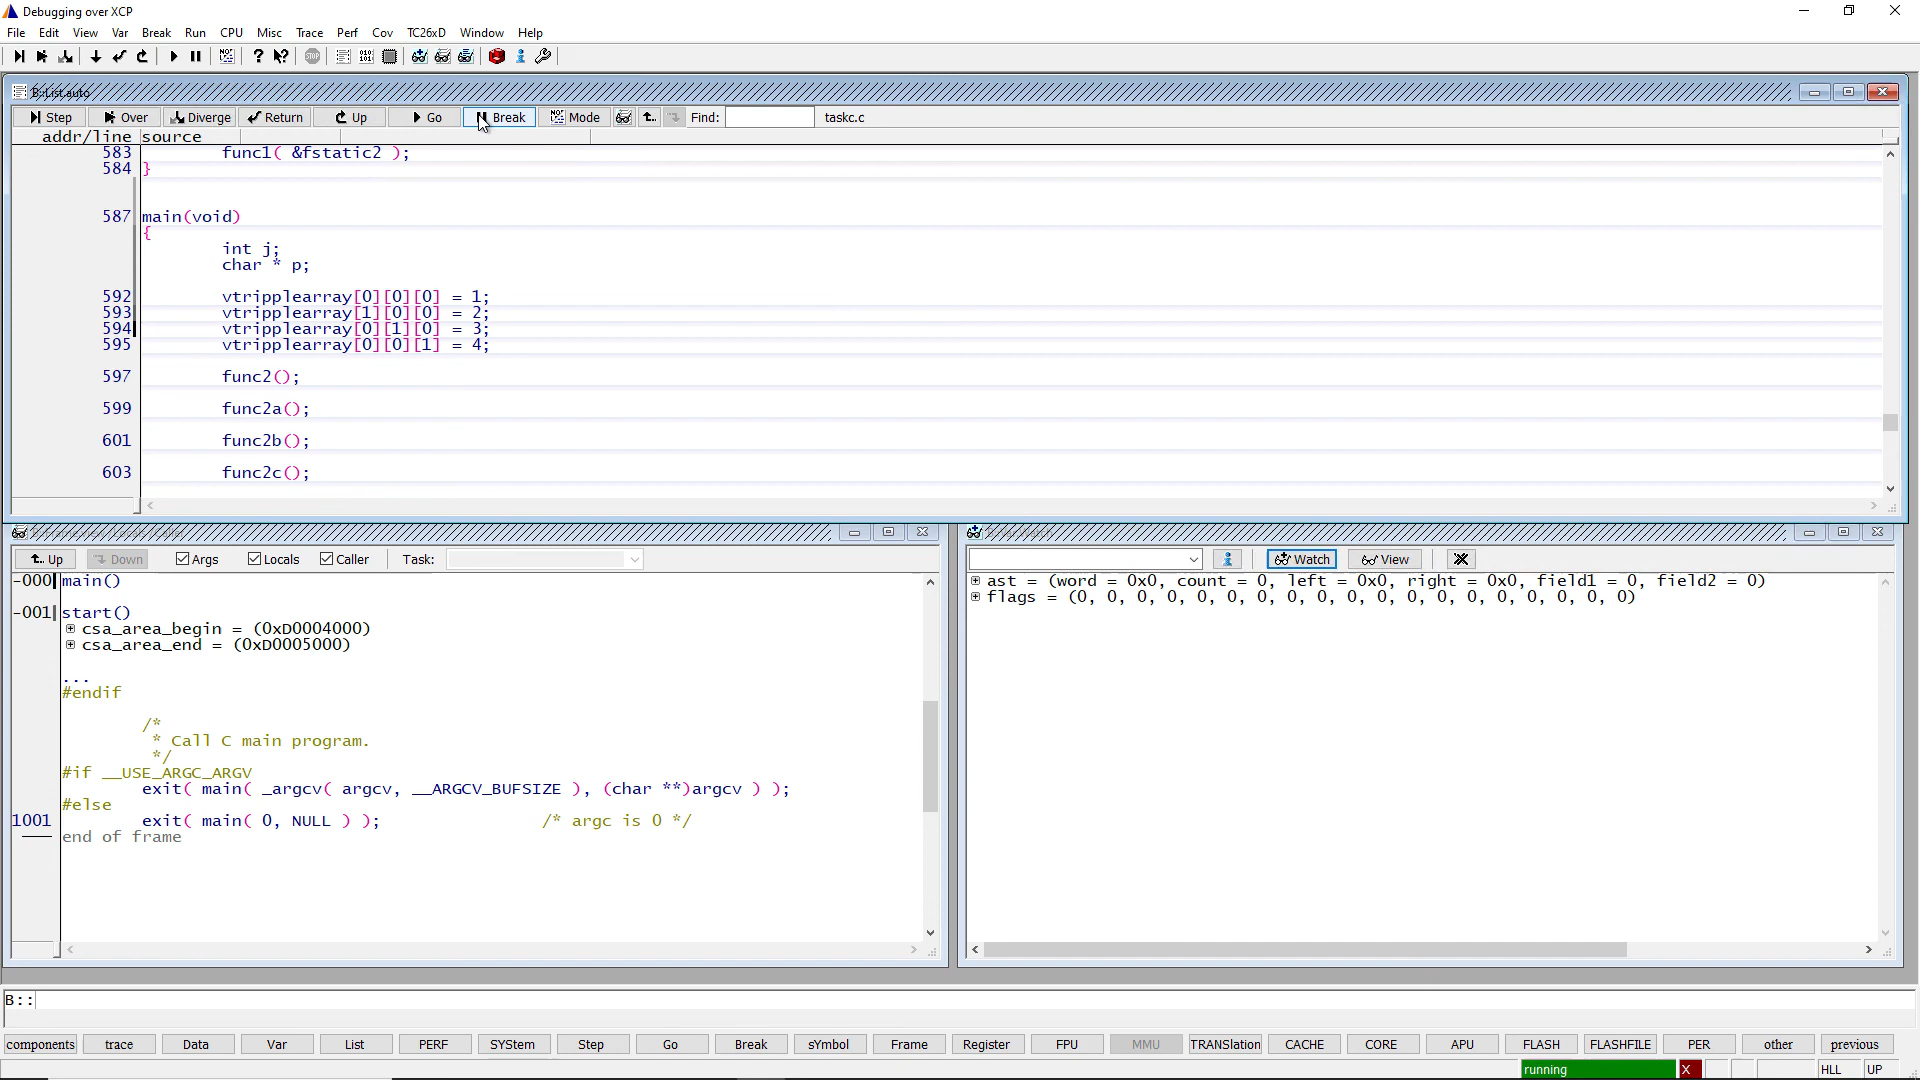 Debugging over XCP
File Edit View Var Break Run CPU Misc Trace Perf Cov TC26xD Window Help
B::List.auto
Step Over Diverge Return Up Go Break Mode Find: taskc.c
addr/line source
583 func1( &fstatic2 );
584 }
587 main(void)
{
int j;
char * p;
592 vtripplearray[0][0][0] = 1;
593 vtripplearray[1][0][0] = 2;
594 vtripplearray[0][1][0] = 3;
595 vtripplearray[0][0][1] = 4;
597 func2();
599 func2a();
601 func2b();
603 func2c();
B::Frame.view /Locals /Caller
Up Down Args Locals Caller Task:
-000 main()
-001 start()
csa_area_begin = (0xD0004000)
csa_area_end = (0xD0005000)
...
#endif
/*
* Call C main program.
*/
#if __USE_ARGC_ARGV
exit( main( _argcv( argcv, __ARGCV_BUFSIZE ), (char **)argcv ) );
#else
1001 exit( main( 0, NULL ) ); /* argc is 0 */
end of frame
B::Var.Watch
Watch View
ast = (word = 0x0, count = 0, left = 0x0, right = 0x0, field1 = 0, field2 = 0)
flags = (0, 0, 0, 0, 0, 0, 0, 0, 0, 0, 0, 0, 0, 0, 0, 0, 0, 0, 0)
B::
components trace Data Var List PERF SYStem Step Go Break sYmbol Frame Register FPU MMU TRANSlation CACHE CORE APU FLASH FLASHFILE PER other previous
running X HLL UP